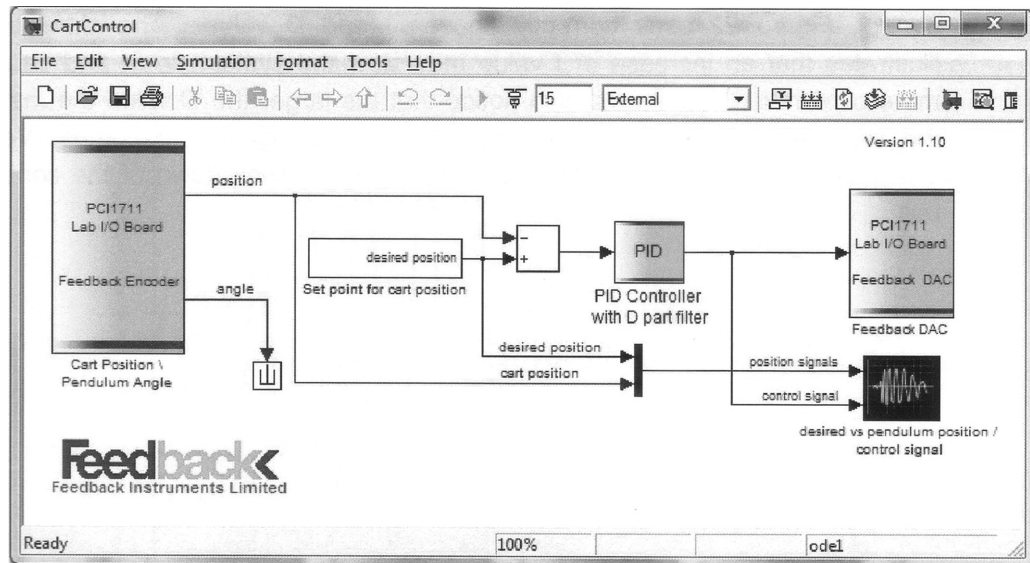 CartControl
File Edit View Simulation Format Tools Help
15 External
Version 1.10
PCI1711
Lab I/O Board
Feedback Encoder
Cart Position \
Pendulum Angle
position
angle
desired position
Set point for cart position
−
+
PID
PID Controller
with D part filter
PCI1711
Lab I/O Board
Feedback DAC
Feedback DAC
desired position
cart position
position signals
control signal
desired vs pendulum position /
control signal
Feedback
Feedback Instruments Limited
Ready 100% ode1